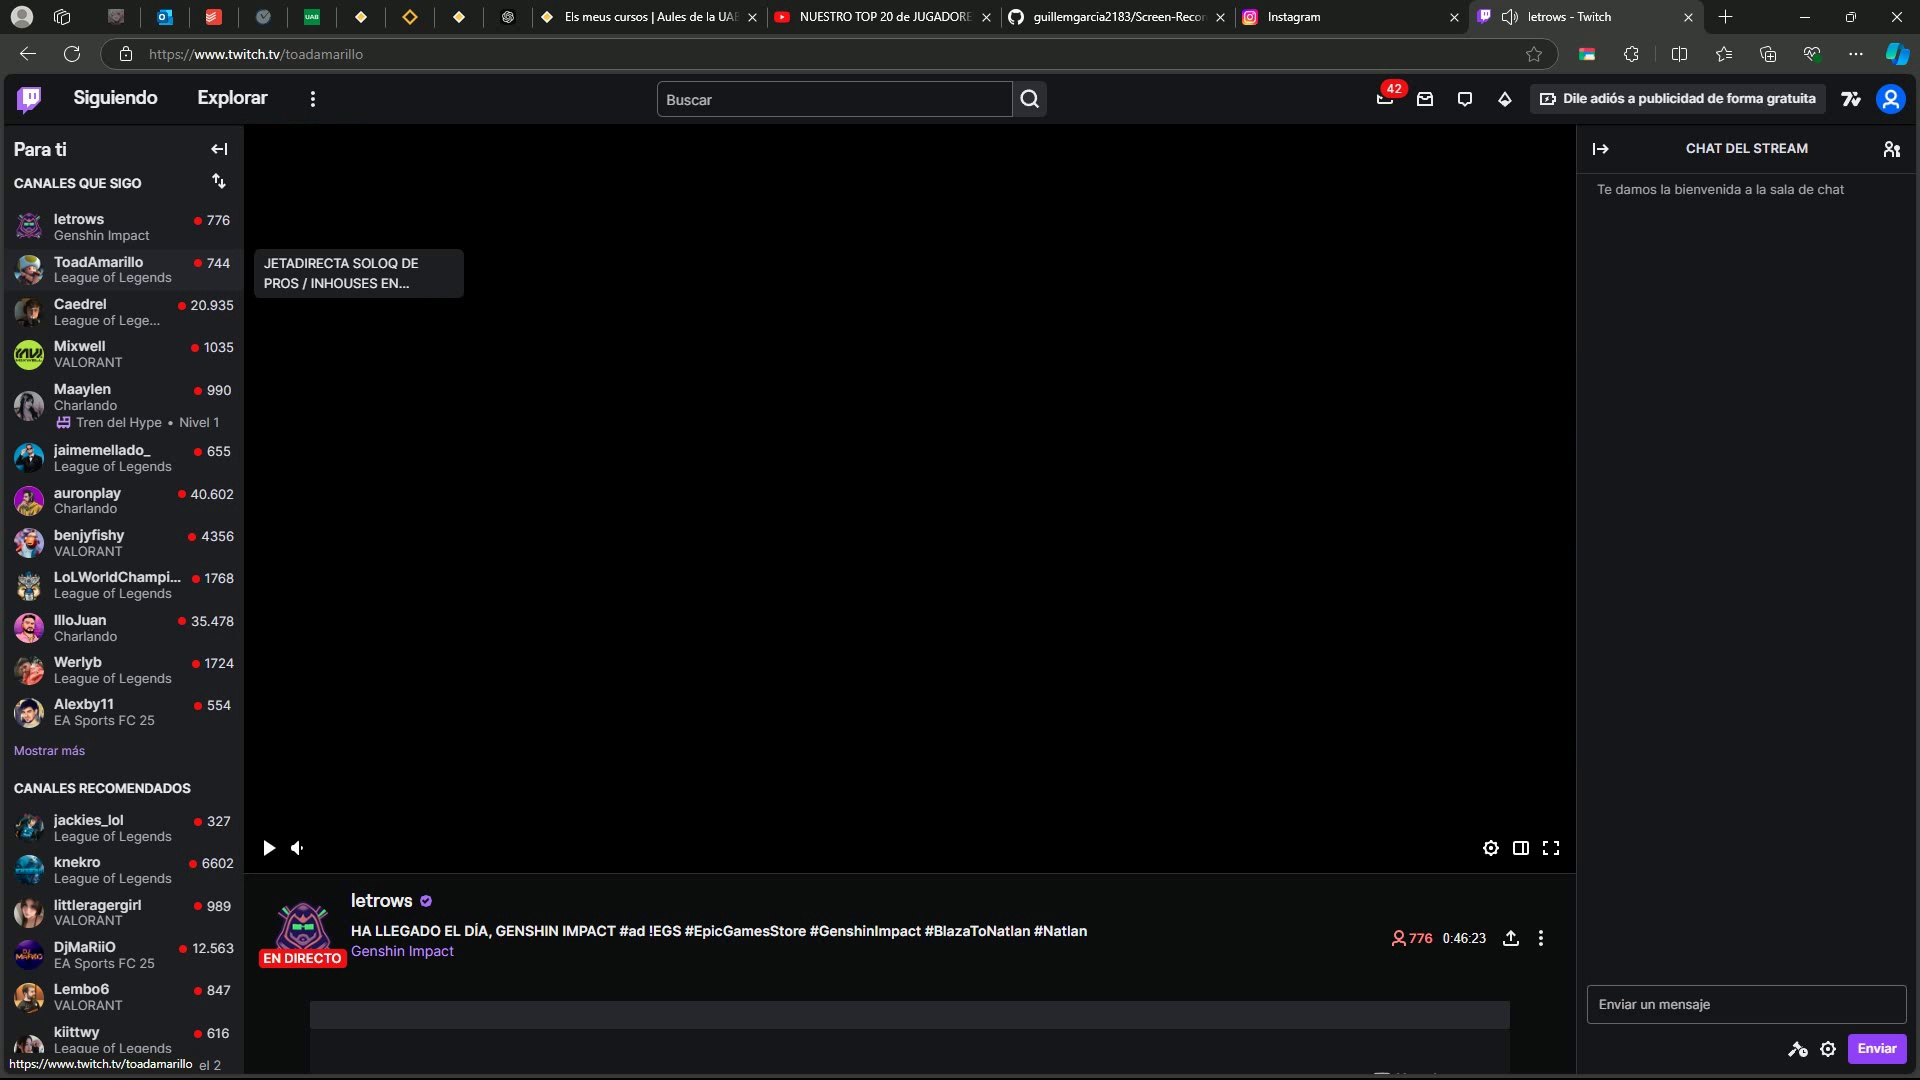 Els meus cursos | Aules de la UAB
NUESTRO TOP 20 de JUGADORE
guillemgarcia2183/Screen-Recor
Instagram
letrows - Twitch
https://www.twitch.tv/toadamarillo
Siguiendo
Explorar
Buscar
42
Dile adiós a publicidad de forma gratuita
Para ti
CANALES QUE SIGO
letrows
776
Genshin Impact
ToadAmarillo
744
League of Legends
Caedrel
20.935
League of Lege...
Mixwell
1035
VALORANT
Maaylen
990
Charlando
Tren del Hype • Nivel 1
jaimemellado_
655
League of Legends
auronplay
40.602
Charlando
benjyfishy
4356
VALORANT
LoLWorldChampi...
1768
League of Legends
IlloJuan
35.478
Charlando
Werlyb
1724
League of Legends
Alexby11
554
EA Sports FC 25
Mostrar más
CANALES RECOMENDADOS
jackies_lol
327
League of Legends
knekro
6602
League of Legends
littleragergirl
989
VALORANT
DjMaRiiO
12.563
EA Sports FC 25
Lembo6
847
VALORANT
kiittwy
616
League of Legends
https://www.twitch.tv/toadamarillo
el 2
JETADIRECTA SOLOQ DE
PROS / INHOUSES EN...
letrows
HA LLEGADO EL DÍA, GENSHIN IMPACT #ad !EGS #EpicGamesStore #GenshinImpact #BlazaToNatlan #Natlan
EN DIRECTO
Genshin Impact
776
0:46:23
CHAT DEL STREAM
Te damos la bienvenida a la sala de chat
Enviar un mensaje
Enviar